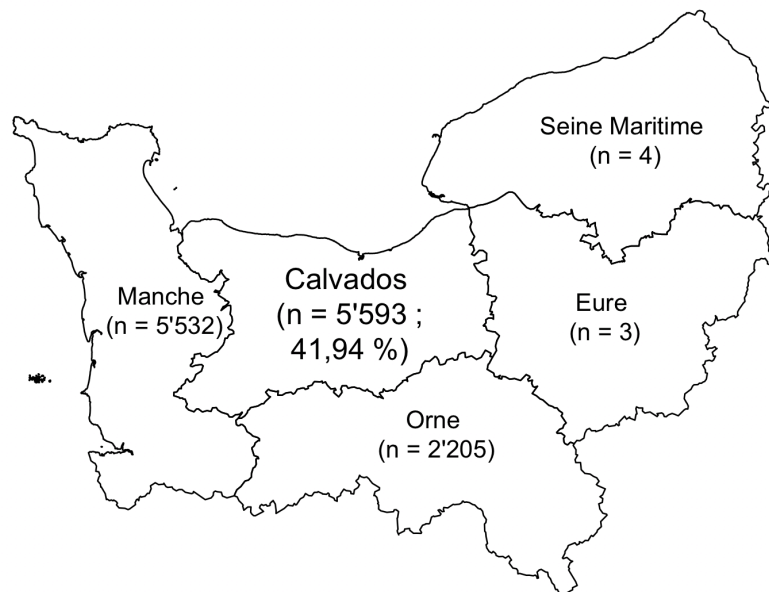 Seine Maritime
(n = 4)
Calvados
(n = 5'593 ;
41,94 %)
Manche
(n = 5'532)
Eure
(n = 3)
Orne
(n = 2'205)